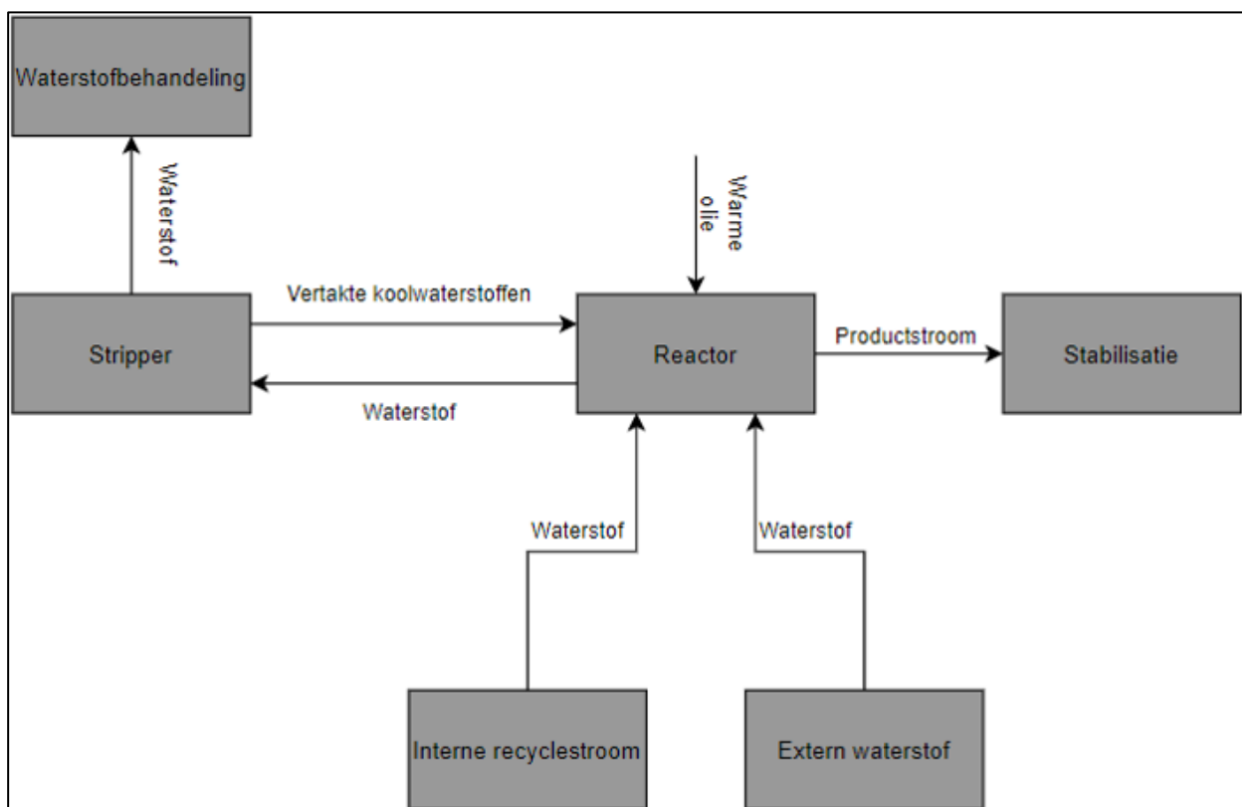 Waterstofbehandeling
Waterstof
Warme
olie
Vertakte koolwaterstoffen
Stripper
Reactor
Productstroom
Stabilisatie
Waterstof
Waterstof
Waterstof
Interne recyclestroom
Extern waterstof